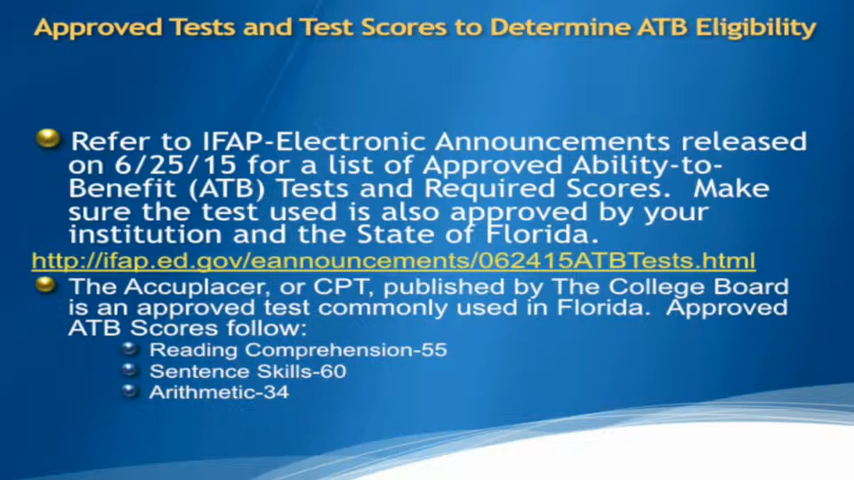 Approved Tests and Test Scores to Determine ATB Eligibility
Refer to IFAP-Electronic Announcements released
on 6/25/15 for a list of Approved Ability-to-
Benefit (ATB) Tests and Required Scores.  Make
sure the test used is also approved by your
institution and the State of Florida.
http://ifap.ed.gov/eannouncements/062415ATBTests.html
The Accuplacer, or CPT, published by The College Board
is an approved test commonly used in Florida.  Approved
ATB Scores follow:
Reading Comprehension-55
Sentence Skills-60
Arithmetic-34